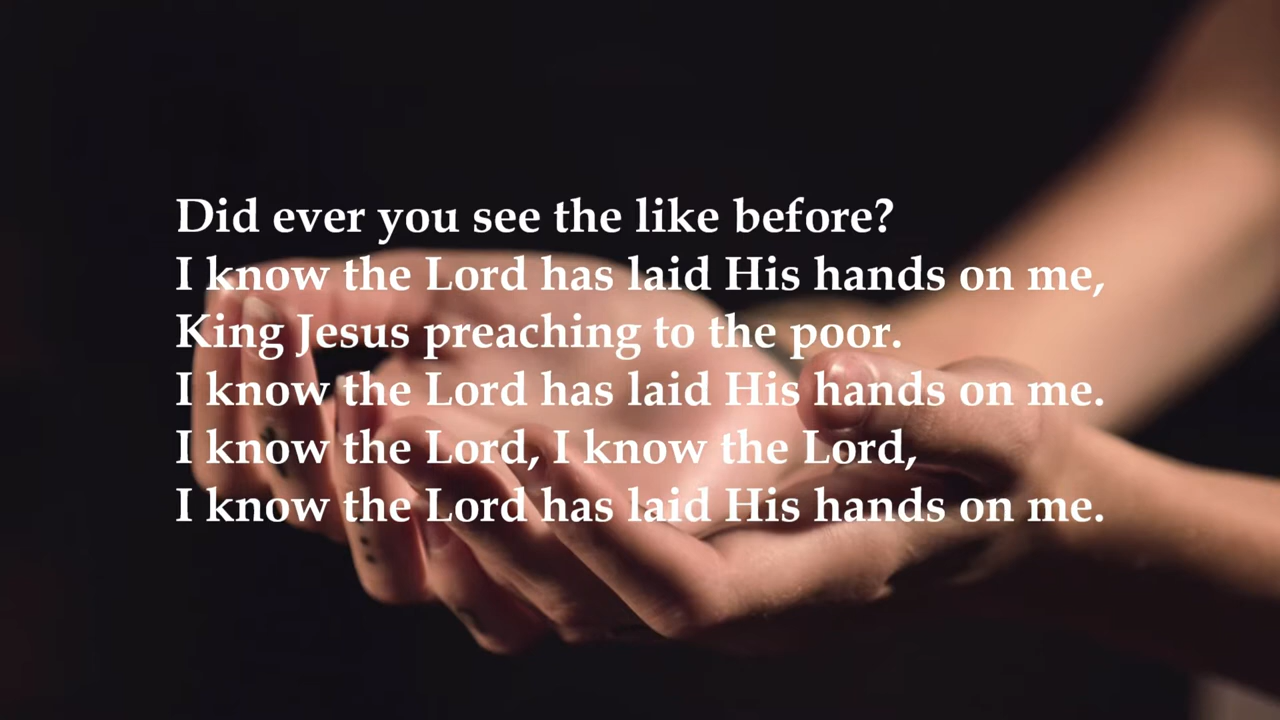 Did ever you see the like before?
I know the Lord has laid His hands on me,
King Jesus preaching to the poor.
I know the Lord has laid His hands on me.
I know the Lord, I know the Lord,
I know the Lord has laid His hands on me.